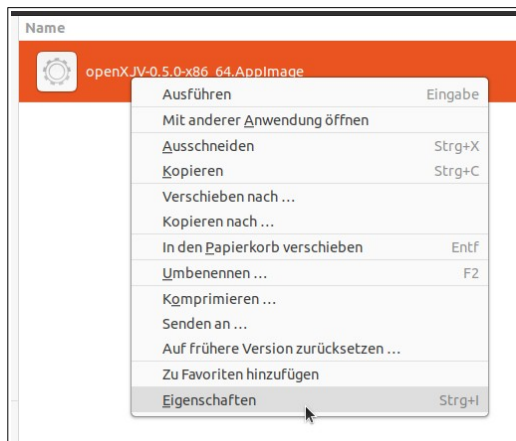 Name
openXJV-0.5.0-x86_64.AppImage
Ausführen Eingabe
Mit anderer Anwendung öffnen
Ausschneiden Strg+X
Kopieren Strg+C
Verschieben nach …
Kopieren nach …
In den Papierkorb verschieben Entf
Umbenennen … F2
Komprimieren …
Senden an …
Auf frühere Version zurücksetzen …
Zu Favoriten hinzufügen
Eigenschaften Strg+I